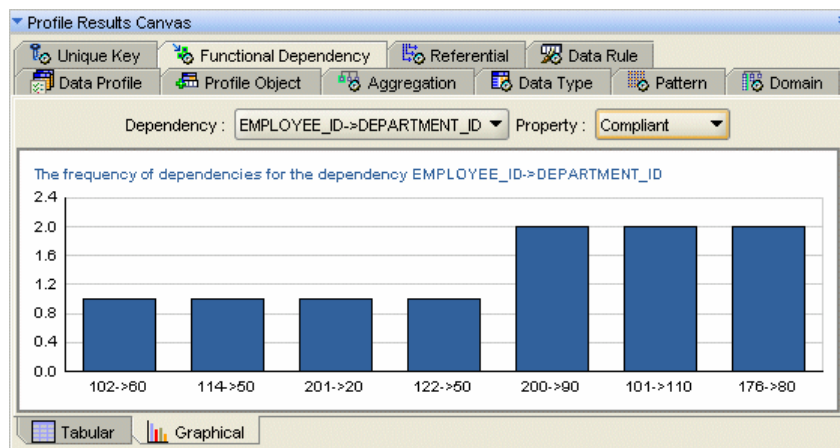 Profile Results Canvas
Unique Key Functional Dependency Referential Data Rule
Data Profile Profile Object Aggregation Data Type Pattern Domain
Dependency : EMPLOYEE_ID->DEPARTMENT_ID Property : Compliant
The frequency of dependencies for the dependency EMPLOYEE_ID->DEPARTMENT_ID
2.4
2.0
1.6
1.2
0.8
0.4
0.0
102->60 114->50 201->20 122->50 200->90 101->110 176->80
Tabular Graphical